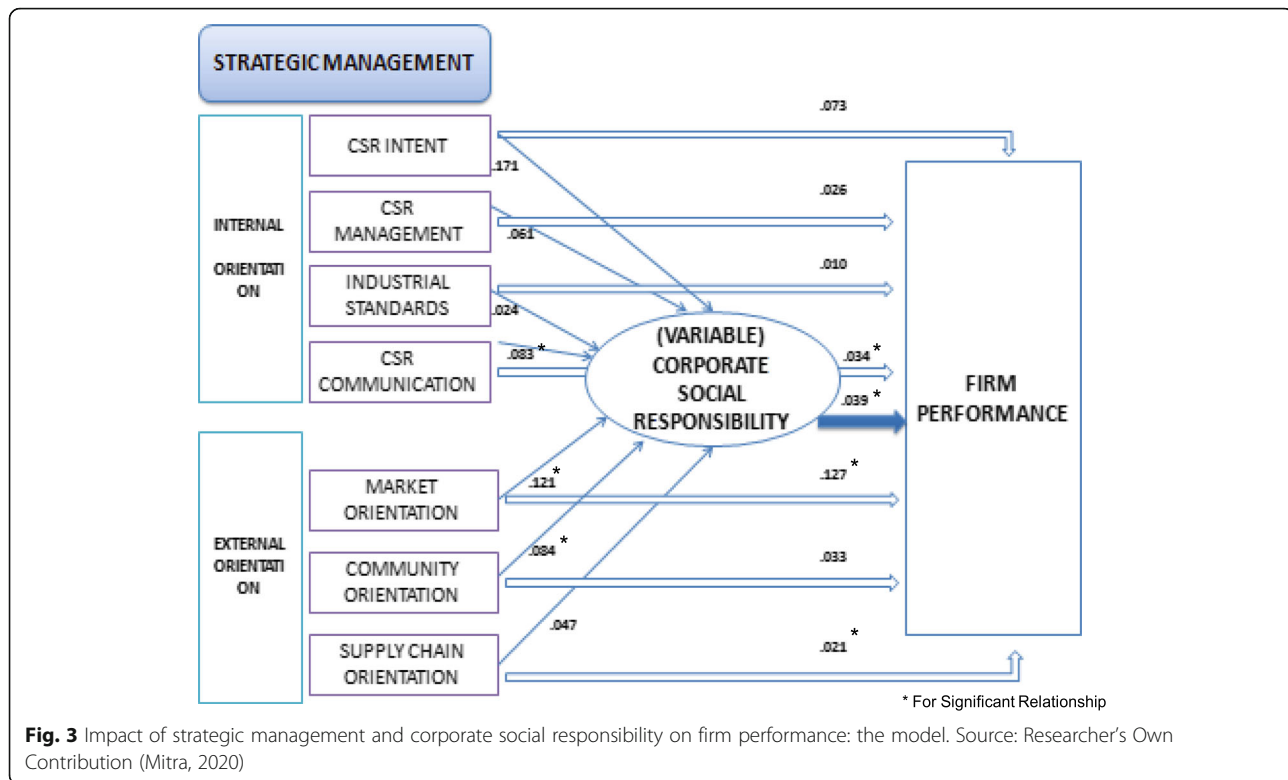 STRATEGIC MANAGEMENT
.073
CSR INTENT
.171
.026
CSR
MANAGEMENT
.061
INTERNAL
ORIENTATI
ON
.010
INDUSTRIAL
STANDARDS
.024
(VARIABLE)
CORPORATE
SOCIAL
RESPONSIBILITY
.083 *
.034 *
CSR
COMMUNICATION
.039 *
FIRM
PERFORMANCE
MARKET
ORIENTATION
.121 *
.127 *
EXTERNAL
ORIENTATI
ON
.084 *
COMMUNITY
ORIENTATION
.033
.047
SUPPLY CHAIN
ORIENTATION
.021 *
* For Significant Relationship
Fig. 3 Impact of strategic management and corporate social responsibility on firm performance: the model. Source: Researcher's Own
Contribution (Mitra, 2020)